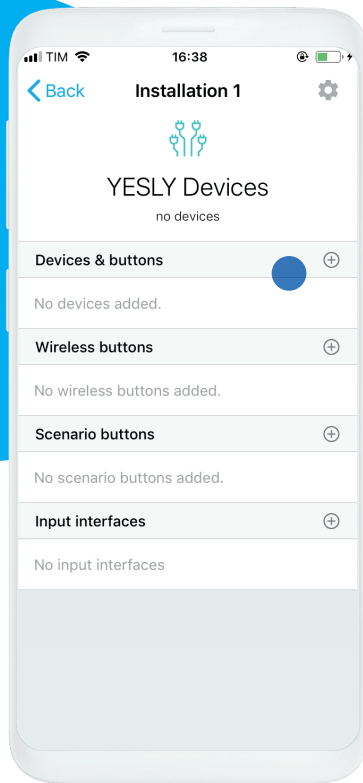 TIM 16:38
Back Installation 1
YESLY Devices
no devices
Devices & buttons
No devices added.
Wireless buttons
No wireless buttons added.
Scenario buttons
No scenario buttons added.
Input interfaces
No input interfaces